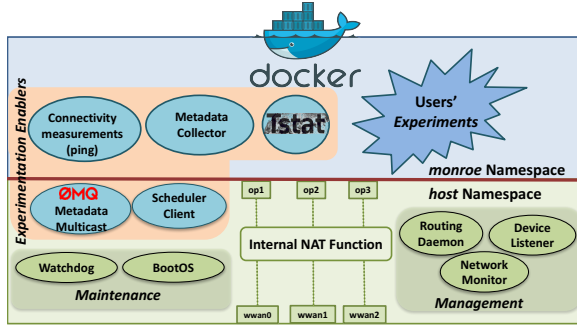 docker
Experimentation Enablers
Connectivity
measurements
(ping)
Metadata
Collector
Tstat
Users'
Experiments
monroe Namespace
host Namespace
ØMQ
Metadata
Multicast
Scheduler
Client
op1
op2
op3
Internal NAT Function
wwan0
wwan1
wwan2
Watchdog
BootOS
Maintenance
Routing
Daemon
Device
Listener
Network
Monitor
Management